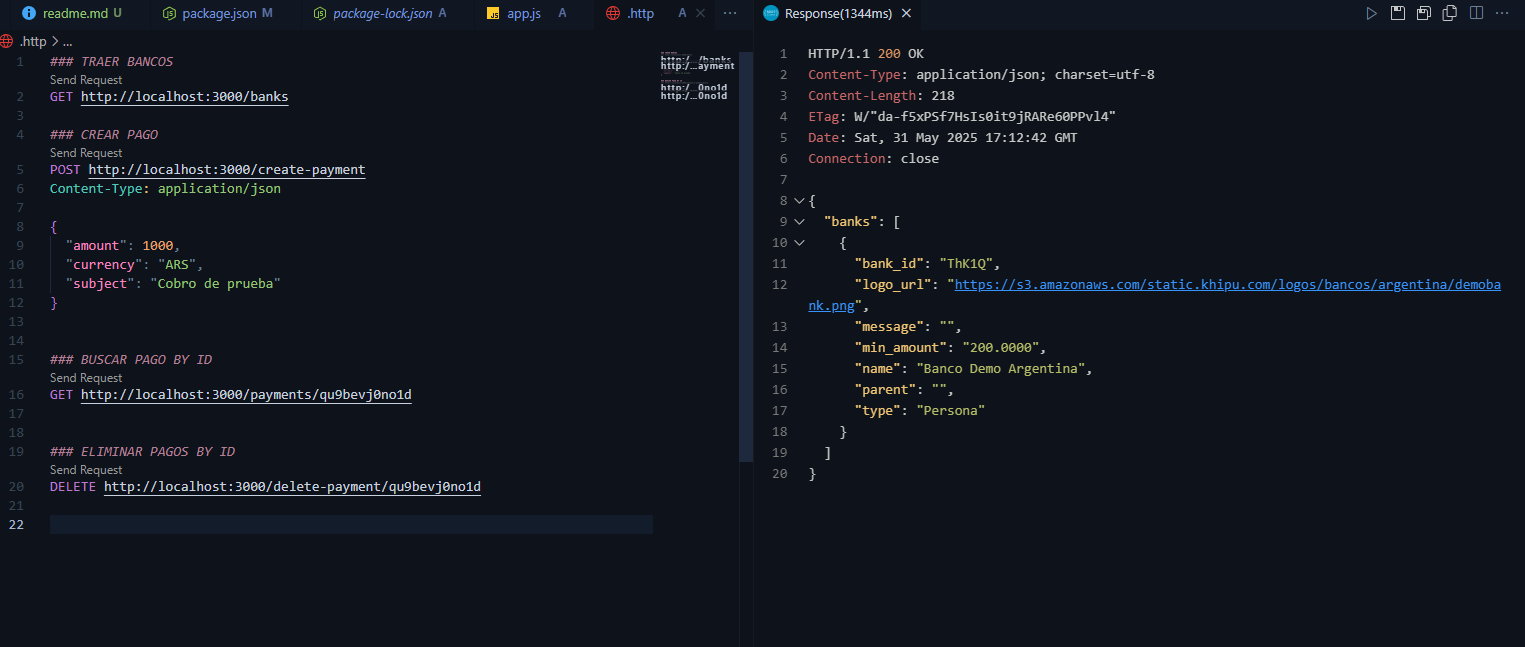 readme.md U
package.json M
package-lock.json A
app.js A
.http A
...
.http > ...
1 ### TRAER BANCOS
Send Request
2 GET http://localhost:3000/banks
3
4 ### CREAR PAGO
Send Request
5 POST http://localhost:3000/create-payment
6 Content-Type: application/json
7
8 {
9 "amount": 1000,
10 "currency": "ARS",
11 "subject": "Cobro de prueba"
12 }
13
14
15 ### BUSCAR PAGO BY ID
Send Request
16 GET http://localhost:3000/payments/qu9bevj0no1d
17
18
19 ### ELIMINAR PAGOS BY ID
Send Request
20 DELETE http://localhost:3000/delete-payment/qu9bevj0no1d
21
22
http:/.../banks
http:/...ayment
http:/...0no1d
http:/...0no1d
Response(1344ms)
...
1 HTTP/1.1 200 OK
2 Content-Type: application/json; charset=utf-8
3 Content-Length: 218
4 ETag: W/"da-f5xPSf7HsIs0it9jRARe60PPvl4"
5 Date: Sat, 31 May 2025 17:12:42 GMT
6 Connection: close
7
8 {
9 "banks": [
10 {
11 "bank_id": "ThK1Q",
12 "logo_url": "https://s3.amazonaws.com/static.khipu.com/logos/bancos/argentina/demoba
nk.png",
13 "message": "",
14 "min_amount": "200.0000",
15 "name": "Banco Demo Argentina",
16 "parent": "",
17 "type": "Persona"
18 }
19 ]
20 }